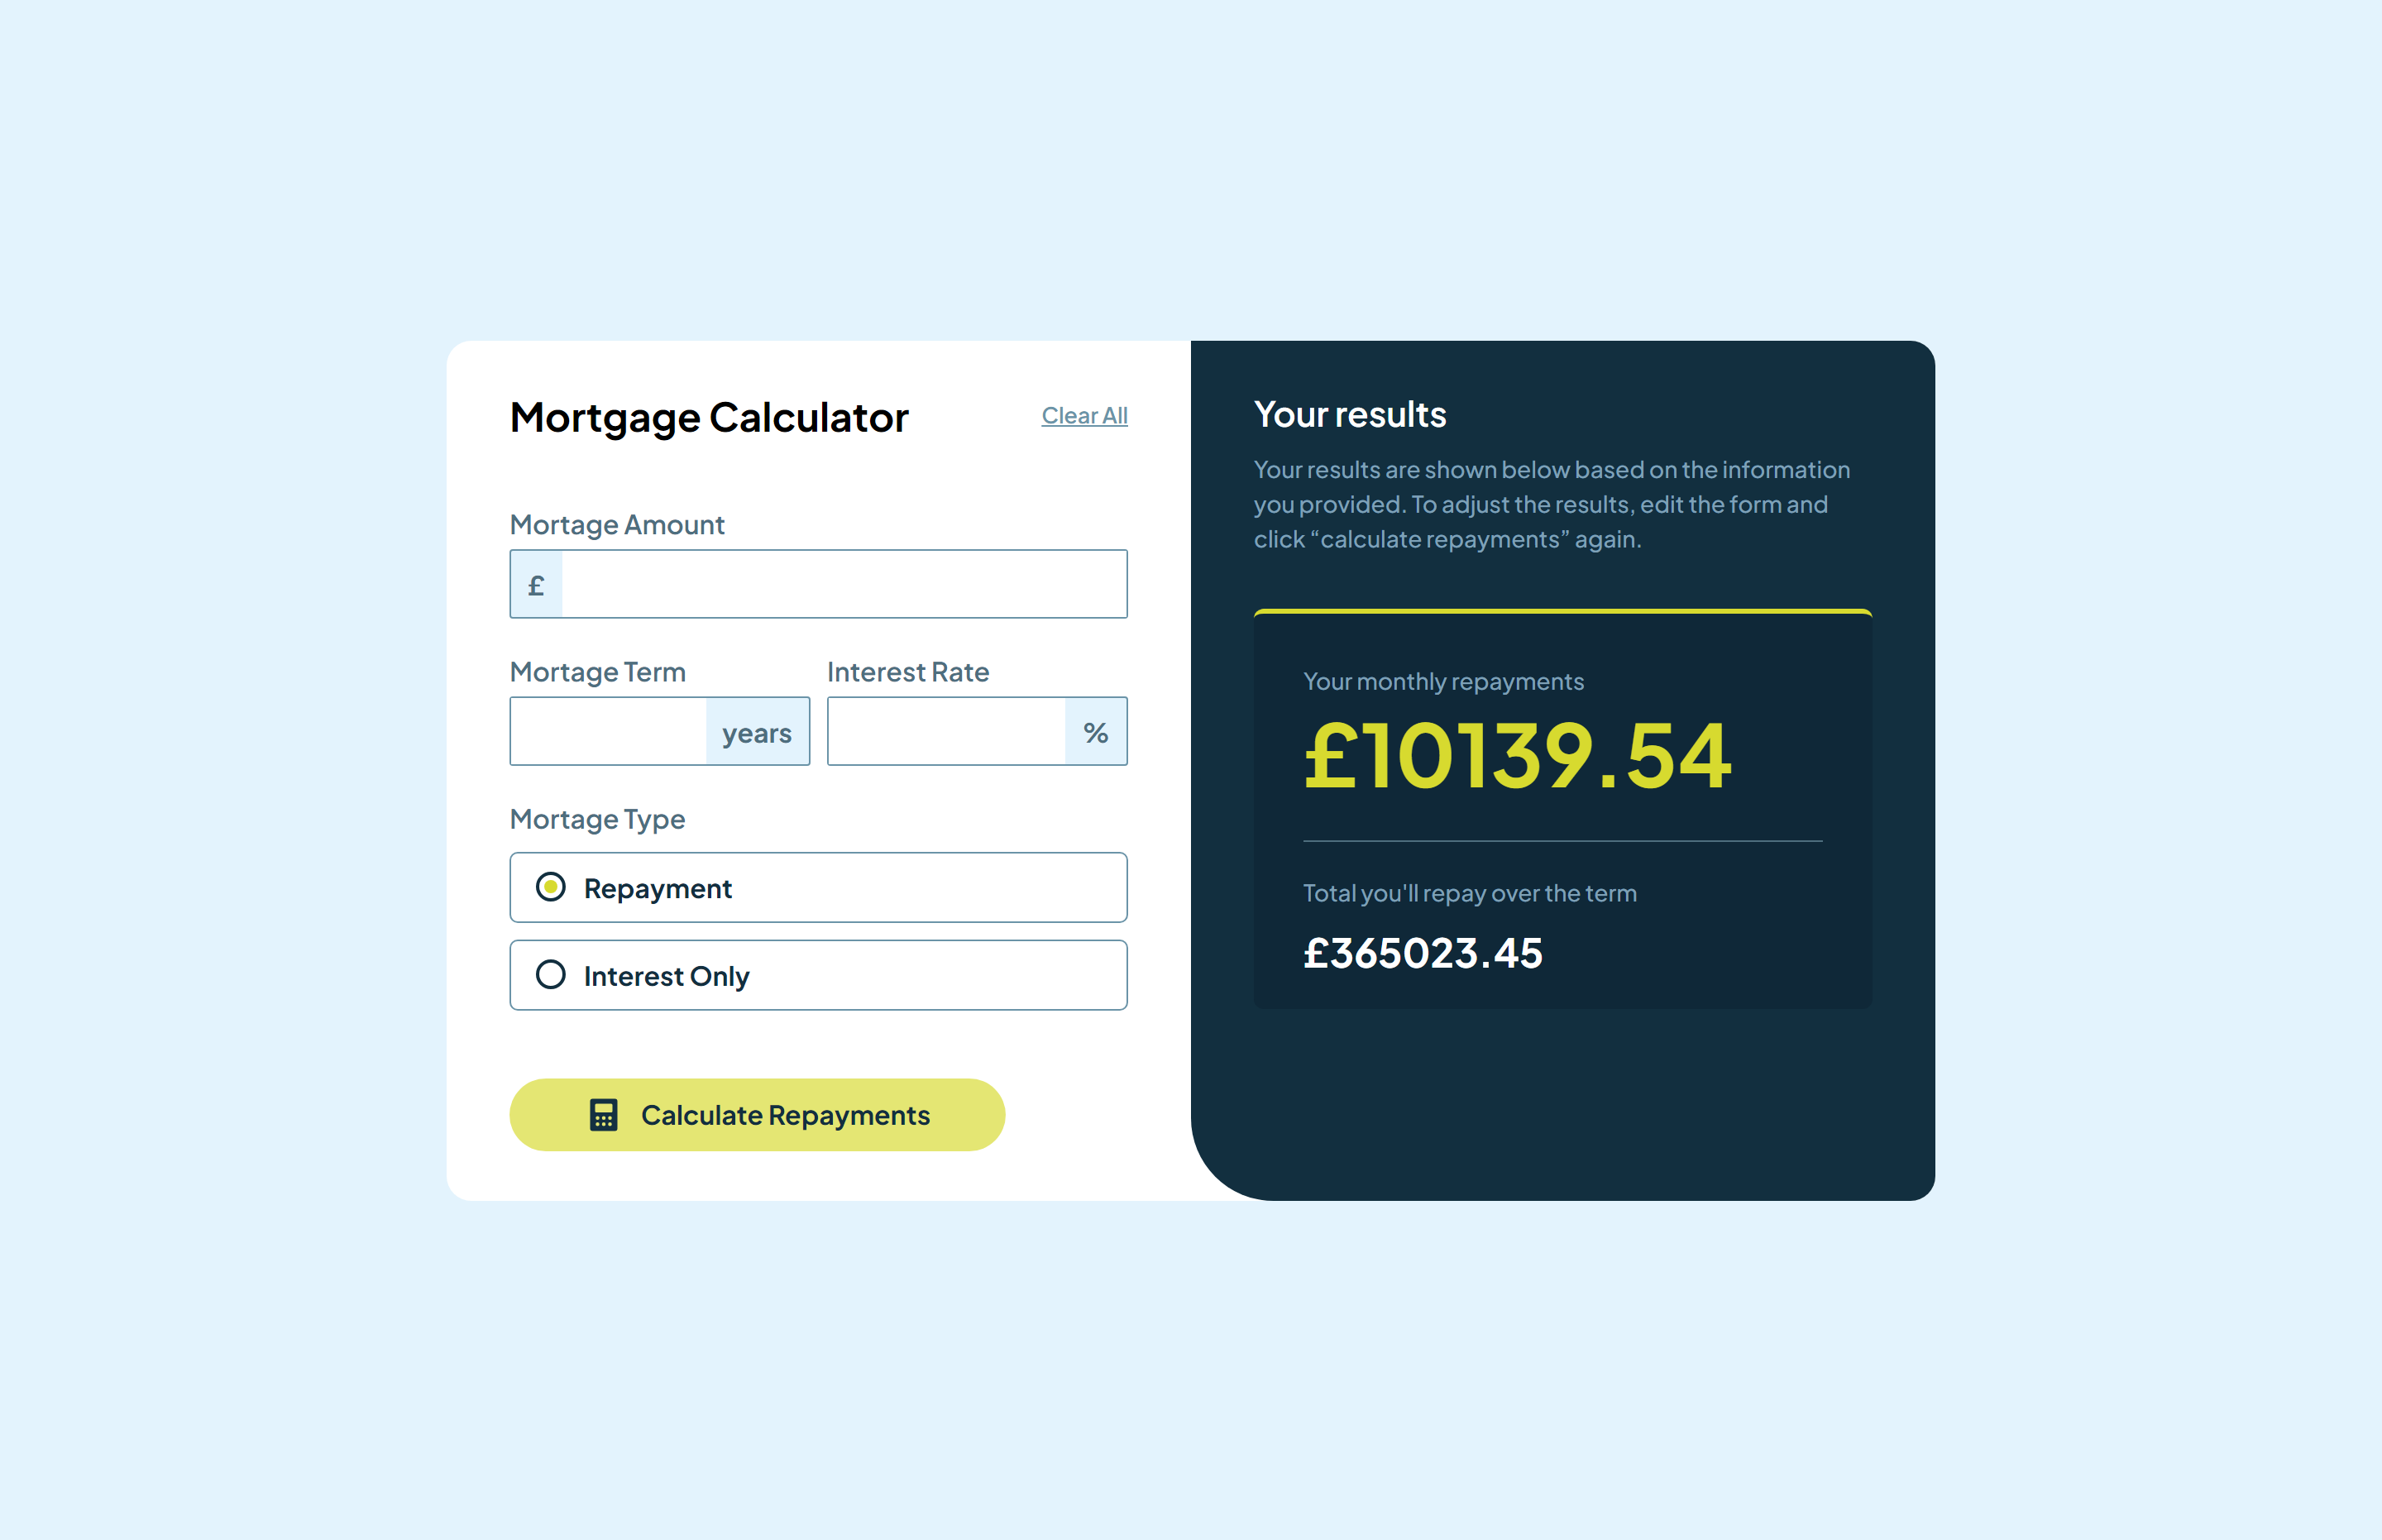 Mortgage Calculator
Clear All
Mortage Amount
£
Mortage Term
Interest Rate
years
%
Mortage Type
Repayment
Interest Only
Calculate Repayments
Your results
Your results are shown below based on the information
you provided. To adjust the results, edit the form and
click “calculate repayments” again.
Your monthly repayments
£10139.54
Total you'll repay over the term
£365023.45